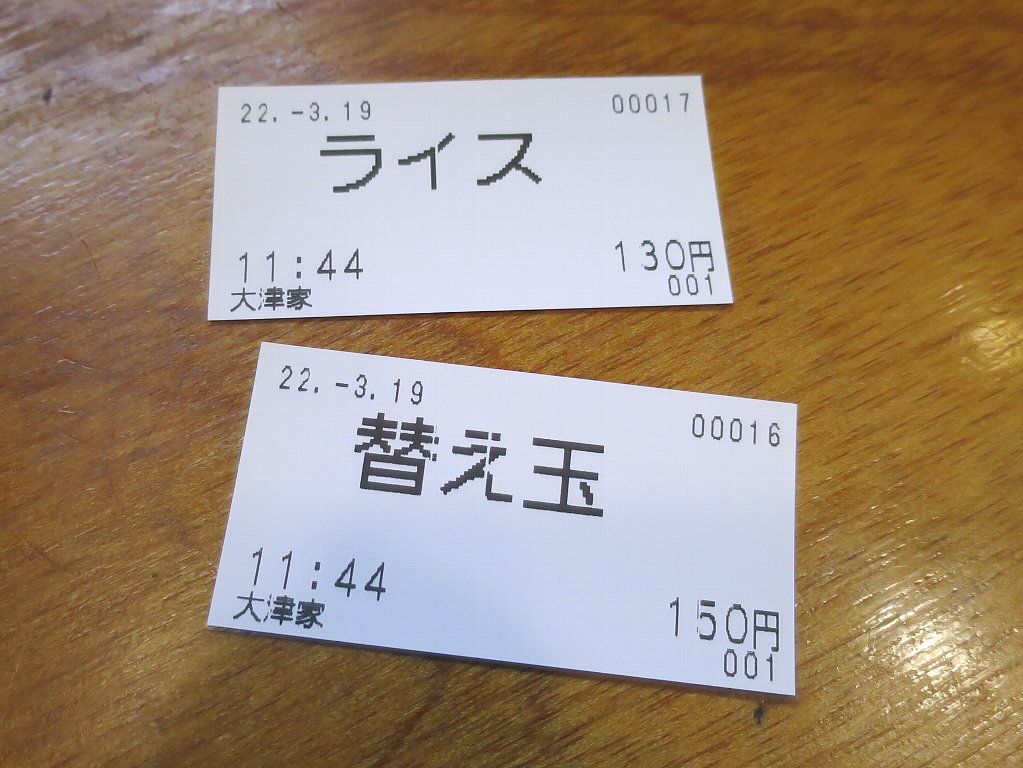 22.-3.19 00017
ライス
11:44 130円
大津家 001
22.-3.19 00016
替え玉
11:44 150円
大津家 001